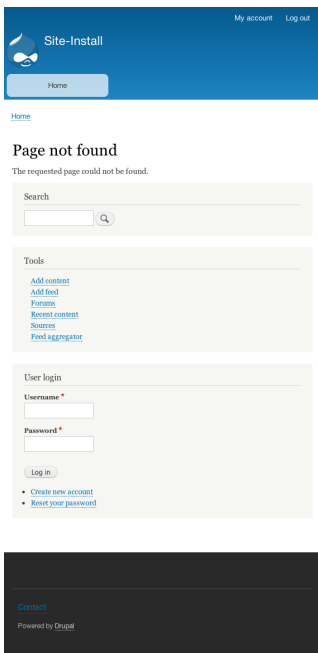 My account Log out
Site-Install
Home
Home
Page not found
The requested page could not be found.
Search
Tools
Add content
Add feed
Forums
Recent content
Sources
Feed aggregator
User login
Username*
Password*
Log in
Create new account
Reset your password
Contact
Powered by Drupal